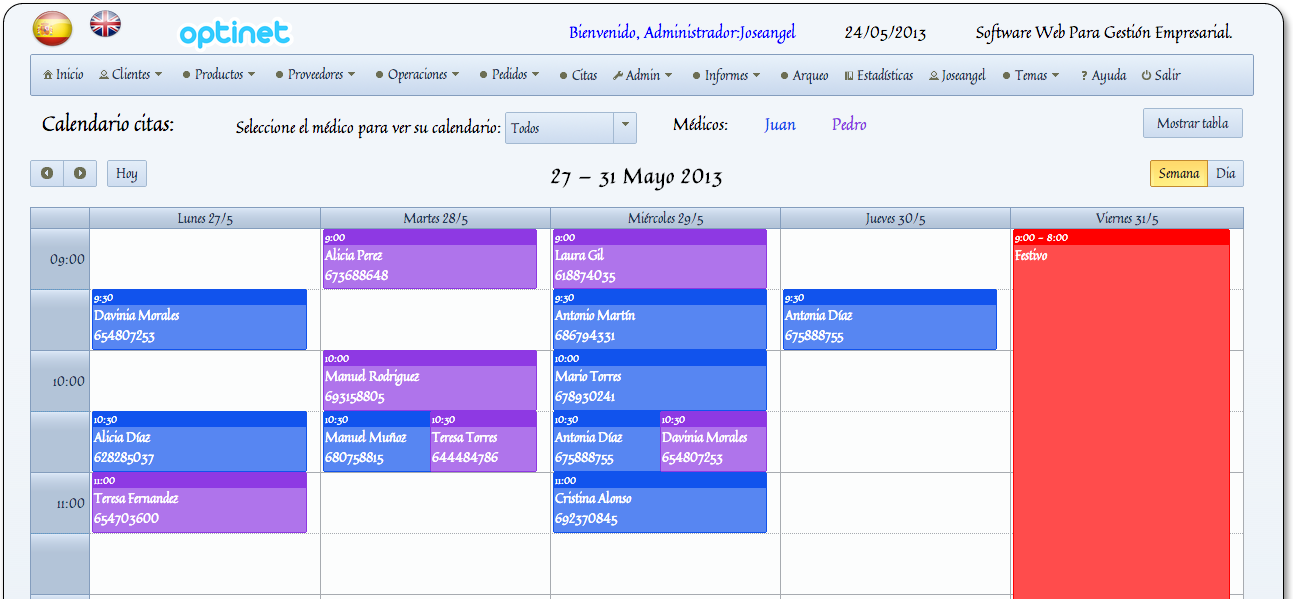 optinet
Bienvenido, Administrador:Joseangel
24/05/2013
Software Web Para Gestión Empresarial.
Inicio Clientes Productos Proveedores Operaciones Pedidos Citas Admin Informes Arqueo Estadísticas Joseangel Temas ? Ayuda Salir
Calendario citas:
Seleccione el médico para ver su calendario: Todos
Médicos: Juan Pedro
Mostrar tabla
Hoy
27 – 31 Mayo 2013
Semana Dia
Lunes 27/5 Martes 28/5 Miércoles 29/5 Jueves 30/5 Viernes 31/5
09:00
9:00
Alicia Perez
673688648
9:00
Laura Gil
618874035
9:00 – 8:00
Festivo
9:30
Davinia Morales
654807253
9:30
Antonio Martín
686794331
9:30
Antonia Díaz
675888755
10:00
10:00
Manuel Rodriguez
693158805
10:00
Mario Torres
678930241
10:30
Alicia Díaz
628285037
10:30
Manuel Muñoz
680758815
10:30
Teresa Torres
644484786
10:30
Antonia Díaz
675888755
10:30
Davinia Morales
654807253
11:00
11:00
Teresa Fernandez
654703600
11:00
Cristina Alonso
692370845